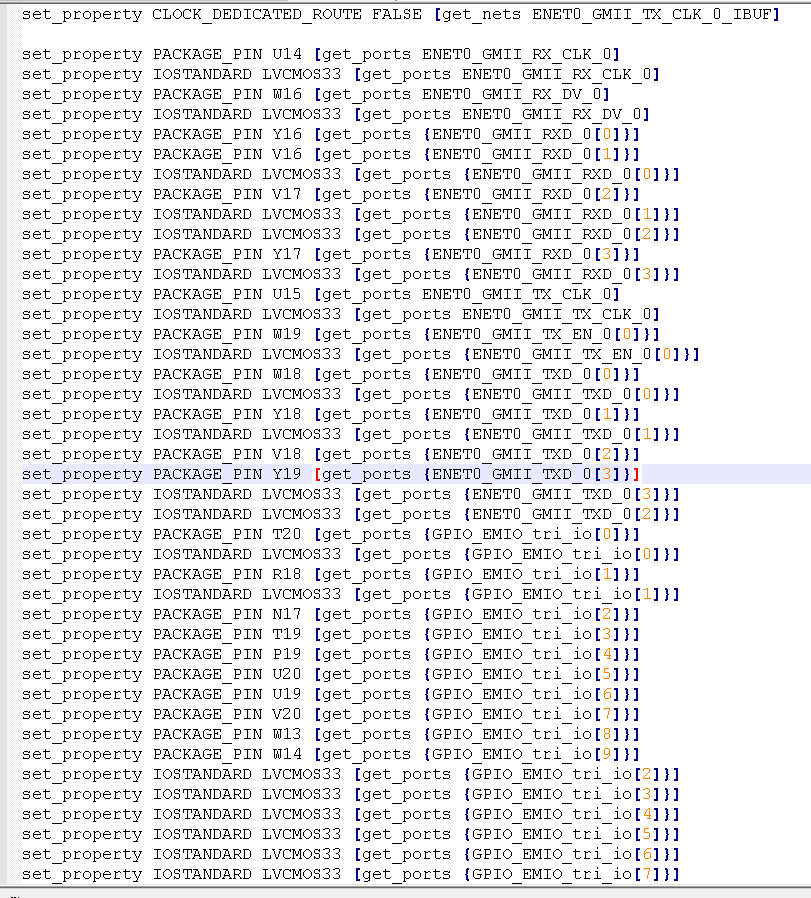 set_property CLOCK_DEDICATED_ROUTE FALSE [get_nets ENET0_GMII_TX_CLK_0_IBUF]
set_property PACKAGE_PIN U14 [get_ports ENET0_GMII_RX_CLK_0]
set_property IOSTANDARD LVCMOS33 [get_ports ENET0_GMII_RX_CLK_0]
set_property PACKAGE_PIN W16 [get_ports ENET0_GMII_RX_DV_0]
set_property IOSTANDARD LVCMOS33 [get_ports ENET0_GMII_RX_DV_0]
set_property PACKAGE_PIN Y16 [get_ports {ENET0_GMII_RXD_0[0]}]
set_property PACKAGE_PIN V16 [get_ports {ENET0_GMII_RXD_0[1]}]
set_property IOSTANDARD LVCMOS33 [get_ports {ENET0_GMII_RXD_0[0]}]
set_property PACKAGE_PIN V17 [get_ports {ENET0_GMII_RXD_0[2]}]
set_property IOSTANDARD LVCMOS33 [get_ports {ENET0_GMII_RXD_0[1]}]
set_property IOSTANDARD LVCMOS33 [get_ports {ENET0_GMII_RXD_0[2]}]
set_property PACKAGE_PIN Y17 [get_ports {ENET0_GMII_RXD_0[3]}]
set_property IOSTANDARD LVCMOS33 [get_ports {ENET0_GMII_RXD_0[3]}]
set_property PACKAGE_PIN U15 [get_ports ENET0_GMII_TX_CLK_0]
set_property IOSTANDARD LVCMOS33 [get_ports ENET0_GMII_TX_CLK_0]
set_property PACKAGE_PIN W19 [get_ports {ENET0_GMII_TX_EN_0[0]}]
set_property IOSTANDARD LVCMOS33 [get_ports {ENET0_GMII_TX_EN_0[0]}]
set_property PACKAGE_PIN W18 [get_ports {ENET0_GMII_TXD_0[0]}]
set_property IOSTANDARD LVCMOS33 [get_ports {ENET0_GMII_TXD_0[0]}]
set_property PACKAGE_PIN Y18 [get_ports {ENET0_GMII_TXD_0[1]}]
set_property IOSTANDARD LVCMOS33 [get_ports {ENET0_GMII_TXD_0[1]}]
set_property PACKAGE_PIN V18 [get_ports {ENET0_GMII_TXD_0[2]}]
set_property PACKAGE_PIN Y19 [get_ports {ENET0_GMII_TXD_0[3]}]
set_property IOSTANDARD LVCMOS33 [get_ports {ENET0_GMII_TXD_0[3]}]
set_property IOSTANDARD LVCMOS33 [get_ports {ENET0_GMII_TXD_0[2]}]
set_property PACKAGE_PIN T20 [get_ports {GPIO_EMIO_tri_io[0]}]
set_property IOSTANDARD LVCMOS33 [get_ports {GPIO_EMIO_tri_io[0]}]
set_property PACKAGE_PIN R18 [get_ports {GPIO_EMIO_tri_io[1]}]
set_property IOSTANDARD LVCMOS33 [get_ports {GPIO_EMIO_tri_io[1]}]
set_property PACKAGE_PIN N17 [get_ports {GPIO_EMIO_tri_io[2]}]
set_property PACKAGE_PIN T19 [get_ports {GPIO_EMIO_tri_io[3]}]
set_property PACKAGE_PIN P19 [get_ports {GPIO_EMIO_tri_io[4]}]
set_property PACKAGE_PIN U20 [get_ports {GPIO_EMIO_tri_io[5]}]
set_property PACKAGE_PIN U19 [get_ports {GPIO_EMIO_tri_io[6]}]
set_property PACKAGE_PIN V20 [get_ports {GPIO_EMIO_tri_io[7]}]
set_property PACKAGE_PIN W13 [get_ports {GPIO_EMIO_tri_io[8]}]
set_property PACKAGE_PIN W14 [get_ports {GPIO_EMIO_tri_io[9]}]
set_property IOSTANDARD LVCMOS33 [get_ports {GPIO_EMIO_tri_io[2]}]
set_property IOSTANDARD LVCMOS33 [get_ports {GPIO_EMIO_tri_io[3]}]
set_property IOSTANDARD LVCMOS33 [get_ports {GPIO_EMIO_tri_io[4]}]
set_property IOSTANDARD LVCMOS33 [get_ports {GPIO_EMIO_tri_io[5]}]
set_property IOSTANDARD LVCMOS33 [get_ports {GPIO_EMIO_tri_io[6]}]
set_property IOSTANDARD LVCMOS33 [get_ports {GPIO_EMIO_tri_io[7]}]